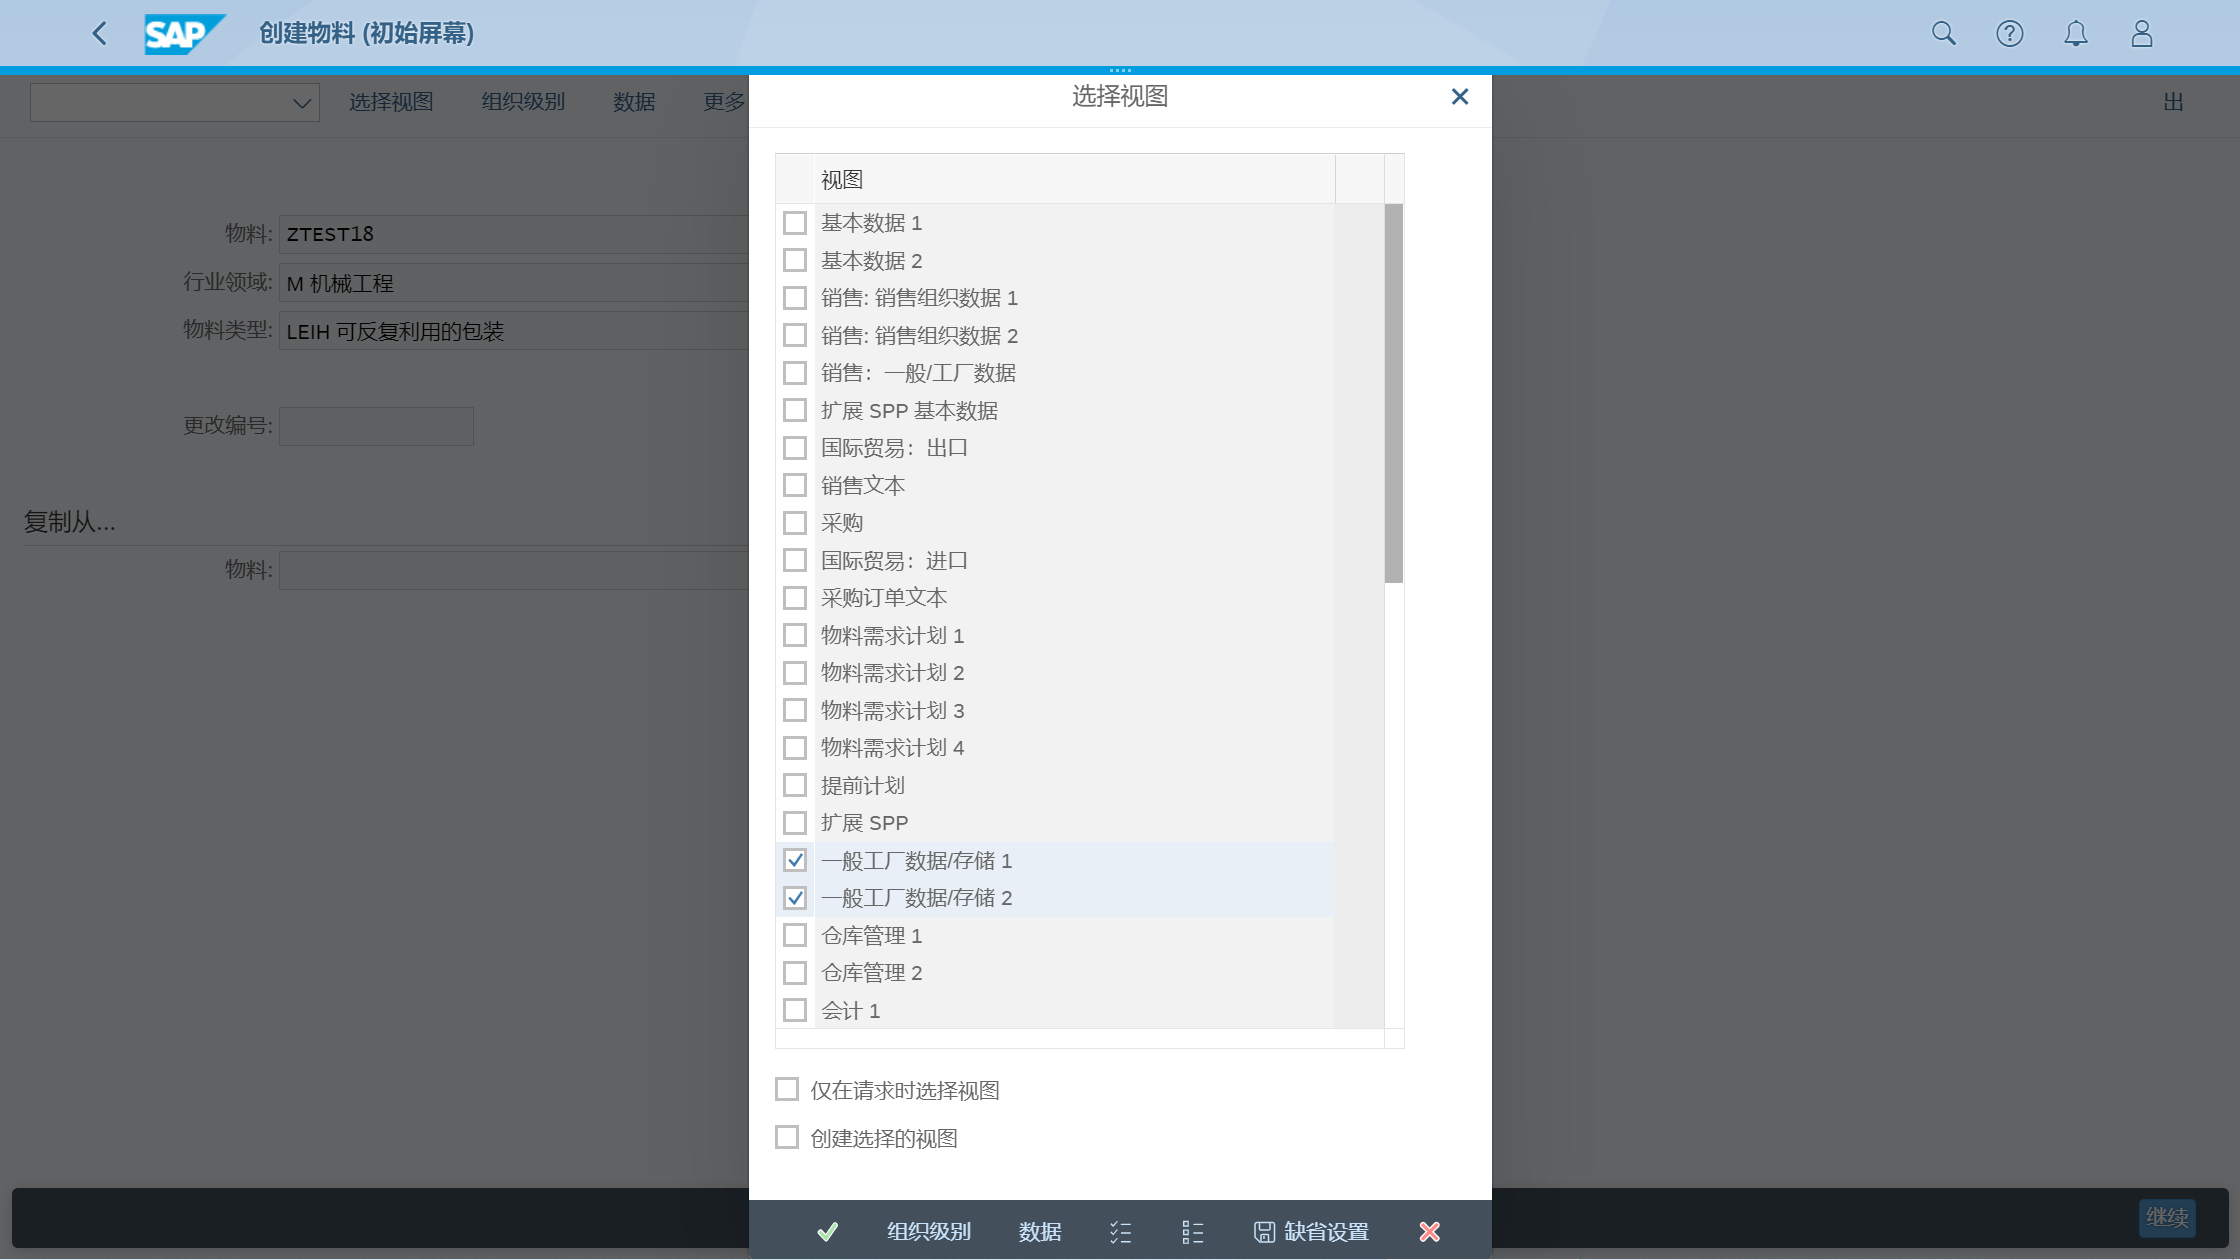 SAP 创建物料 (初始屏幕)
选择视图 组织级别 数据 更多
出
物料: ZTEST18
行业领域: M 机械工程
物料类型: LEIH 可反复利用的包装
更改编号:
复制从...
物料:
选择视图
视图
基本数据 1
基本数据 2
销售: 销售组织数据 1
销售: 销售组织数据 2
销售：一般/工厂数据
扩展 SPP 基本数据
国际贸易：出口
销售文本
采购
国际贸易：进口
采购订单文本
物料需求计划 1
物料需求计划 2
物料需求计划 3
物料需求计划 4
提前计划
扩展 SPP
一般工厂数据/存储 1
一般工厂数据/存储 2
仓库管理 1
仓库管理 2
会计 1
仅在请求时选择视图
创建选择的视图
组织级别 数据 缺省设置
继续